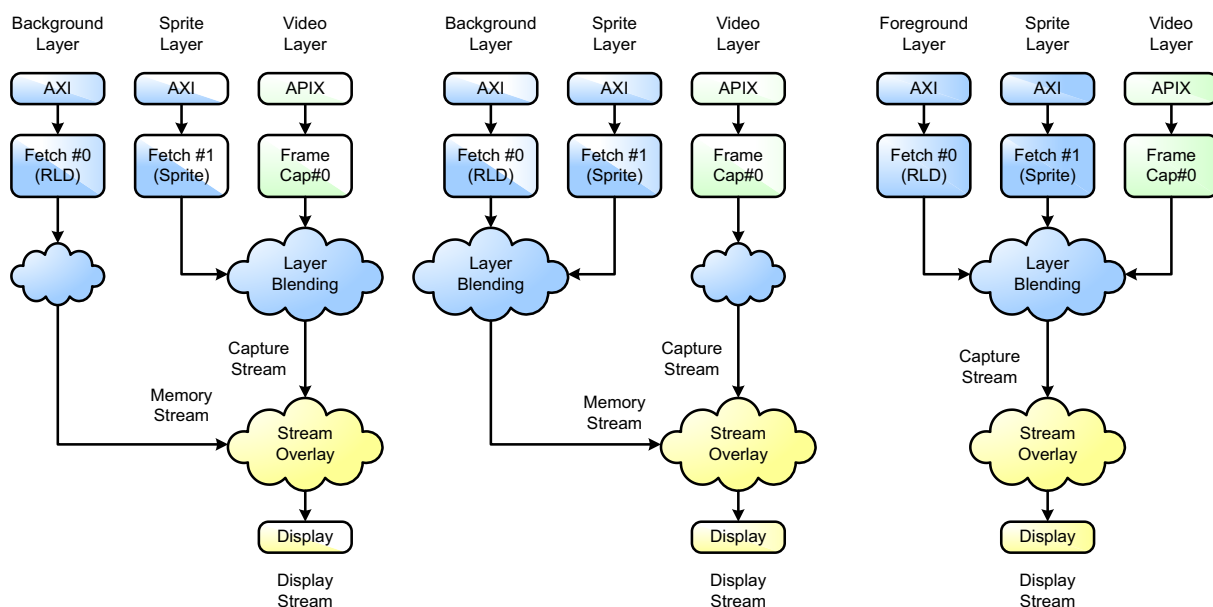 Background
Layer
Sprite
Layer
Video
Layer
AXI
AXI
APIX
Fetch #0
(RLD)
Fetch #1
(Sprite)
Frame
Cap#0
Layer
Blending
Capture
Stream
Memory
Stream
Stream
Overlay
Display
Display
Stream
Background
Layer
Sprite
Layer
Video
Layer
AXI
AXI
APIX
Fetch #0
(RLD)
Fetch #1
(Sprite)
Frame
Cap#0
Layer
Blending
Capture
Stream
Memory
Stream
Stream
Overlay
Display
Display
Stream
Foreground
Layer
Sprite
Layer
Video
Layer
AXI
AXI
APIX
Fetch #0
(RLD)
Fetch #1
(Sprite)
Frame
Cap#0
Layer
Blending
Capture
Stream
Stream
Overlay
Display
Display
Stream